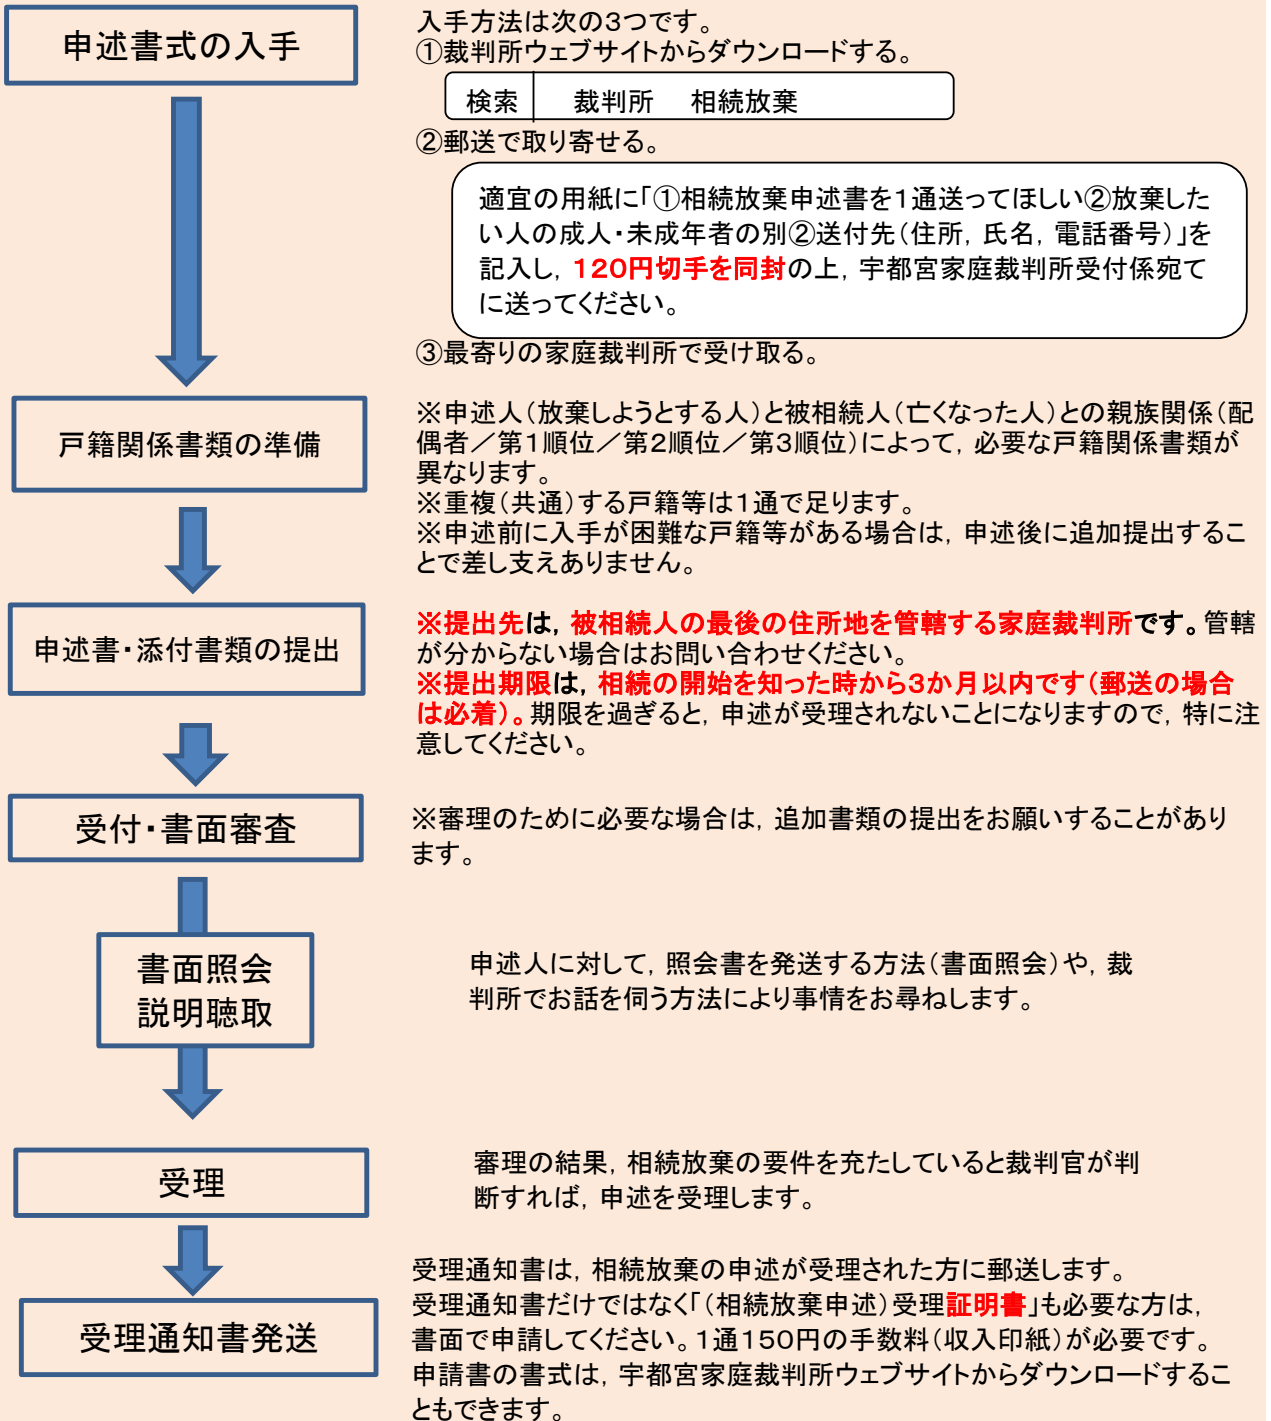 申述書式の入手
入手方法は次の3つです。
①裁判所ウェブサイトからダウンロードする。
検索 裁判所 相続放棄
②郵送で取り寄せる。
適宜の用紙に「①相続放棄申述書を1通送ってほしい②放棄した
い人の成人・未成年者の別②送付先(住所,氏名,電話番号)」を
記入し,120円切手を同封の上,宇都宮家庭裁判所受付係宛て
に送ってください。
③最寄りの家庭裁判所で受け取る。
戸籍関係書類の準備
※申述人(放棄しようとする人)と被相続人(亡くなった人)との親族関係(配
偶者/第1順位/第2順位/第3順位)によって,必要な戸籍関係書類が
異なります。
※重複(共通)する戸籍等は1通で足ります。
※申述前に入手が困難な戸籍等がある場合は,申述後に追加提出するこ
とで差し支えありません。
申述書・添付書類の提出
※提出先は,被相続人の最後の住所地を管轄する家庭裁判所です。管轄
が分からない場合はお問い合わせください。
※提出期限は,相続の開始を知った時から3か月以内です(郵送の場合
は必着)。期限を過ぎると,申述が受理されないことになりますので,特に注
意してください。
受付・書面審査
※審理のために必要な場合は,追加書類の提出をお願いすることがあり
ます。
書面照会
説明聴取
申述人に対して,照会書を発送する方法(書面照会)や,裁
判所でお話を伺う方法により事情をお尋ねします。
受理
審理の結果,相続放棄の要件を充たしていると裁判官が判
断すれば,申述を受理します。
受理通知書発送
受理通知書は,相続放棄の申述が受理された方に郵送します。
受理通知書だけではなく「(相続放棄申述)受理証明書」も必要な方は,
書面で申請してください。1通150円の手数料(収入印紙)が必要です。
申請書の書式は,宇都宮家庭裁判所ウェブサイトからダウンロードするこ
ともできます。